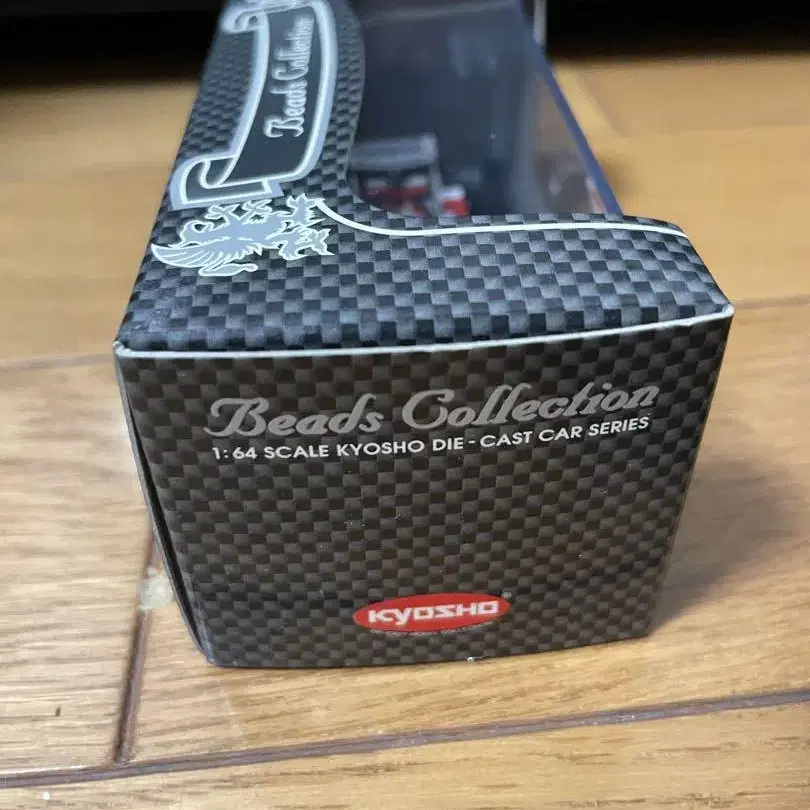 Beads Collection
Beads Collection
1:64 SCALE KYOSHO DIE-CAST CAR SERIES
KYOSHO